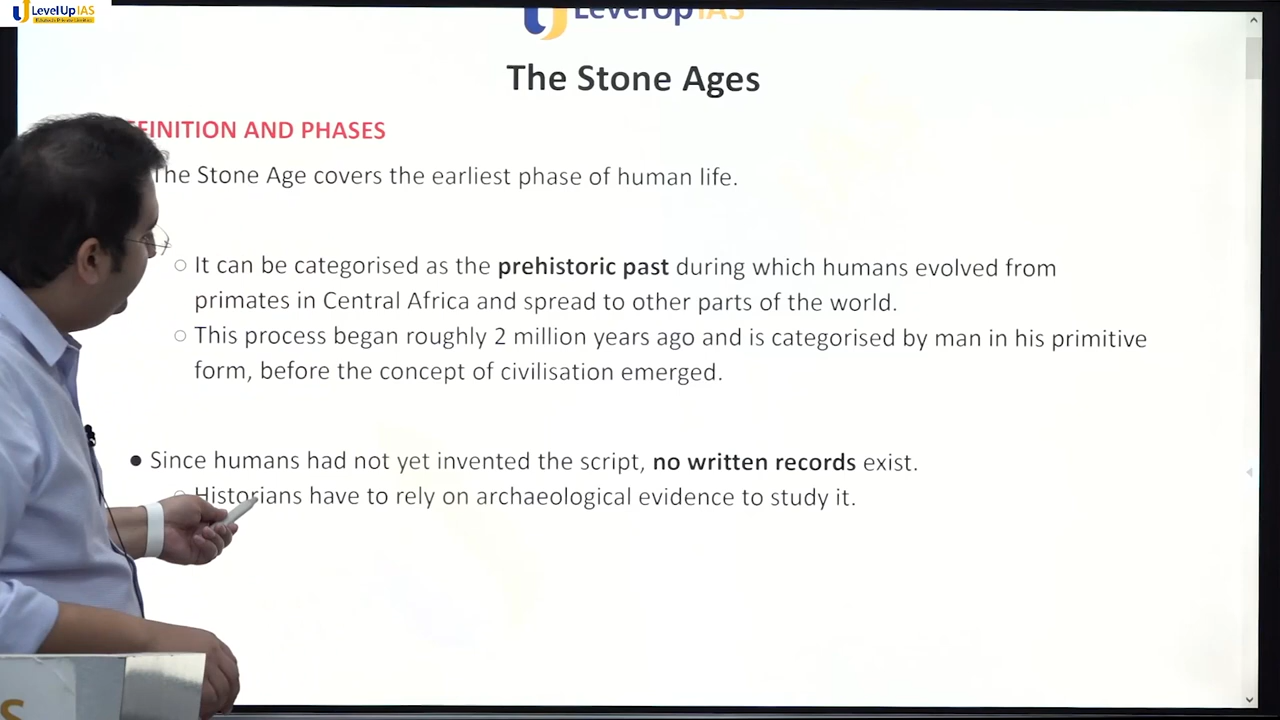 LevelUp IAS
LevelUp IAS
The Stone Ages
DEFINITION AND PHASES
The Stone Age covers the earliest phase of human life.
It can be categorised as the prehistoric past during which humans evolved from
primates in Central Africa and spread to other parts of the world.
This process began roughly 2 million years ago and is categorised by man in his primitive
form, before the concept of civilisation emerged.
Since humans had not yet invented the script, no written records exist.
Historians have to rely on archaeological evidence to study it.
S